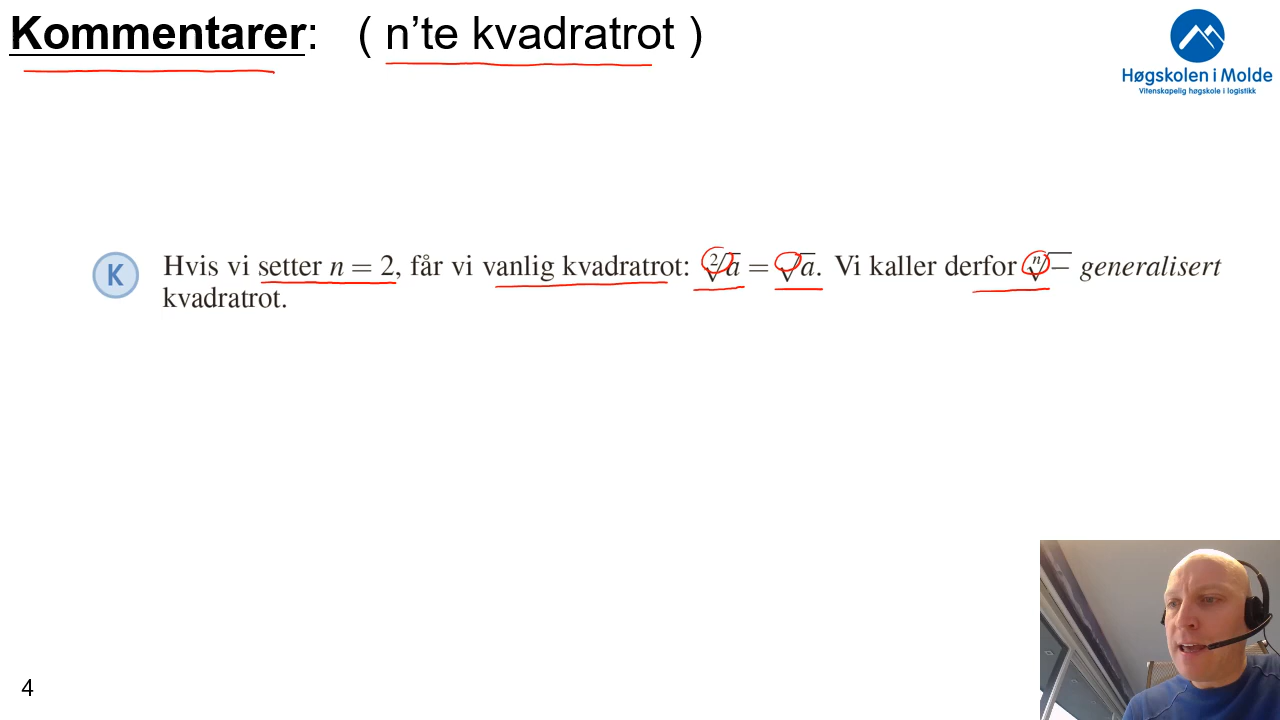 Kommentarer: ( n’te kvadratrot )
Høgskolen i Molde
Vitenskapelig høgskole i logistikk
K
Hvis vi setter n = 2, får vi vanlig kvadratrot: ²√a = √a. Vi kaller derfor ⁿ√‾ – generalisert
kvadratrot.
4